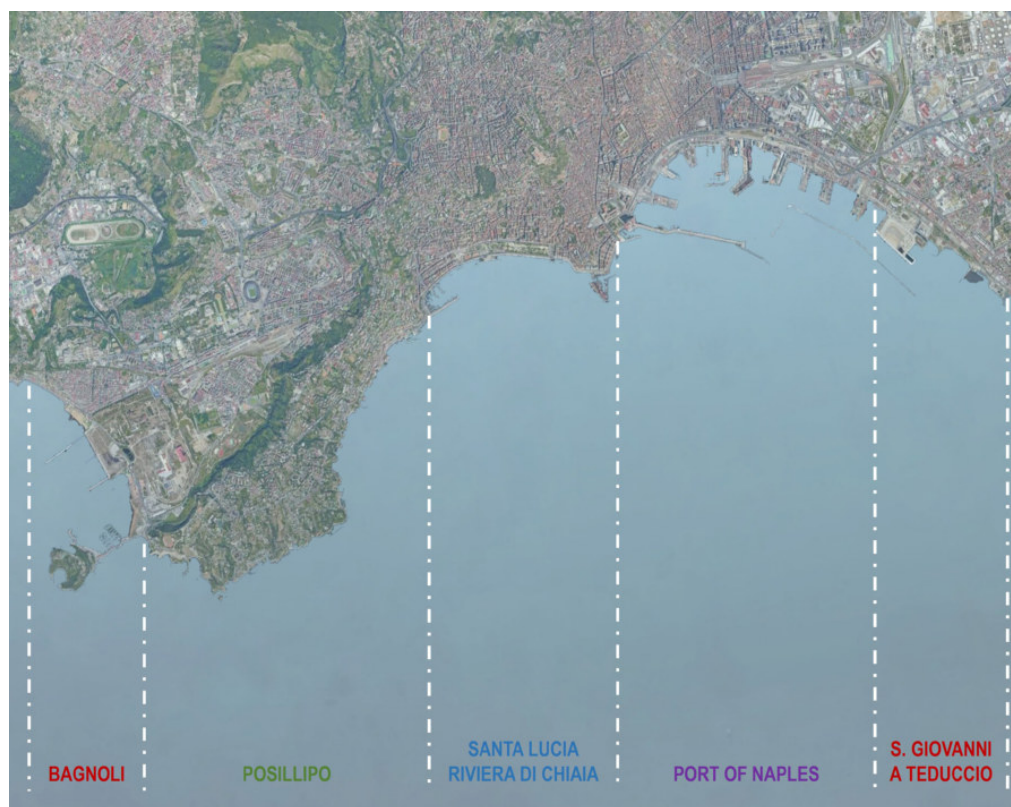 BAGNOLI
POSILLIPO
SANTA LUCIA
RIVIERA DI CHIAIA
PORT OF NAPLES
S. GIOVANNI
A TEDUCCIO